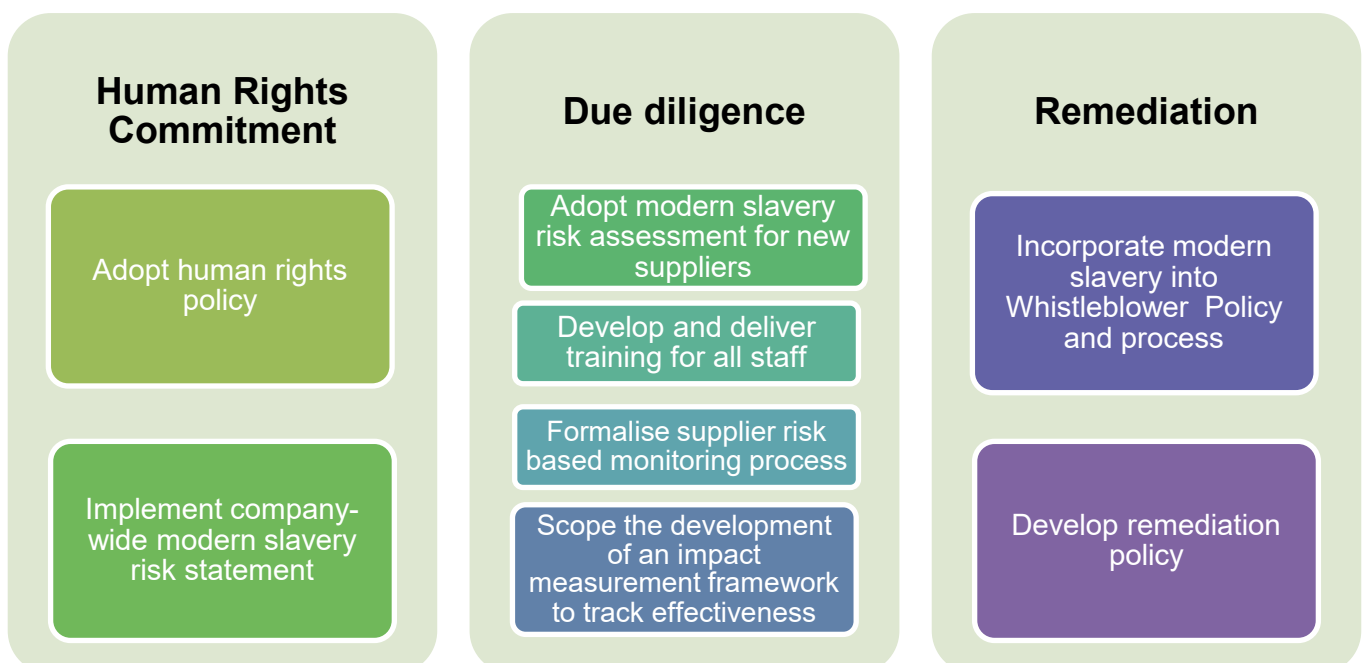 Human Rights
Commitment
Adopt human rights
policy
Implement company-
wide modern slavery
risk statement
Due diligence
Adopt modern slavery
risk assessment for new
suppliers
Develop and deliver
training for all staff
Formalise supplier risk
based monitoring process
Scope the development
of an impact
measurement framework
to track effectiveness
Remediation
Incorporate modern
slavery into
Whistleblower  Policy
and process
Develop remediation
policy